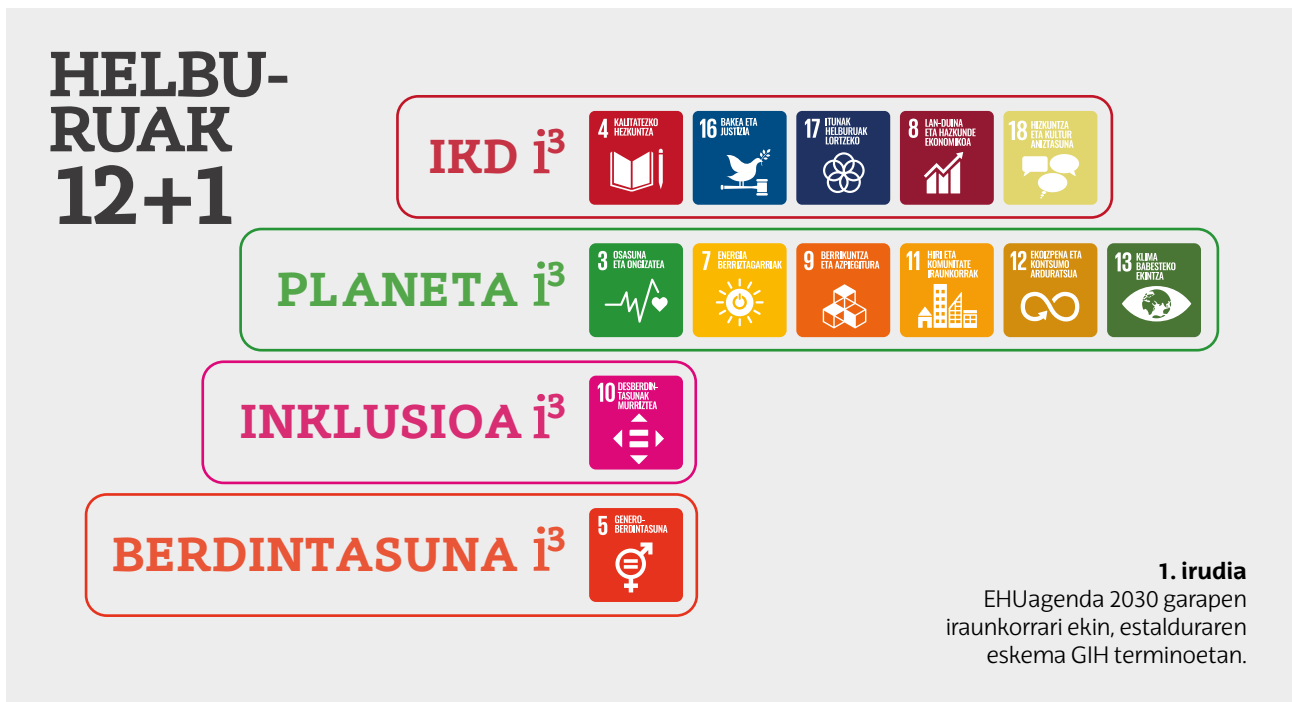 HELBU-
RUAK
12+1
IKD i³
4 KALITATEZKO
HEZKUNTZA
16 BAKEA ETA
JUSTIZIA
17 ITUNAK
HELBURUAK
LORTZEKO
8 LAN-DUINA
ETA HAZKUNDE
EKONOMIKOA
18 HIZKUNTZA
ETA KULTUR
ANIZTASUNA
PLANETA i³
3 OSASUNA
ETA ONGIZATEA
7 ENERGIA
BERRIZTAGARRIAK
9 BERRIKUNTZA
ETA AZPIEGITURA
11 HIRI ETA
KOMUNITATE
IRAUNKORRAK
12 EKOIZPENA ETA
KONTSUMO
ARDURATSUA
13 KLIMA
BABESTEKO
EKINTZA
INKLUSIOA i³
10 DESBERDIN-
TASUNAK
MURRIZTEA
BERDINTASUNA i³
5 GENERO-
BERDINTASUNA
1. irudia
EHUagenda 2030 garapen
iraunkorrari ekin, estalduraren
eskema GIH terminoetan.